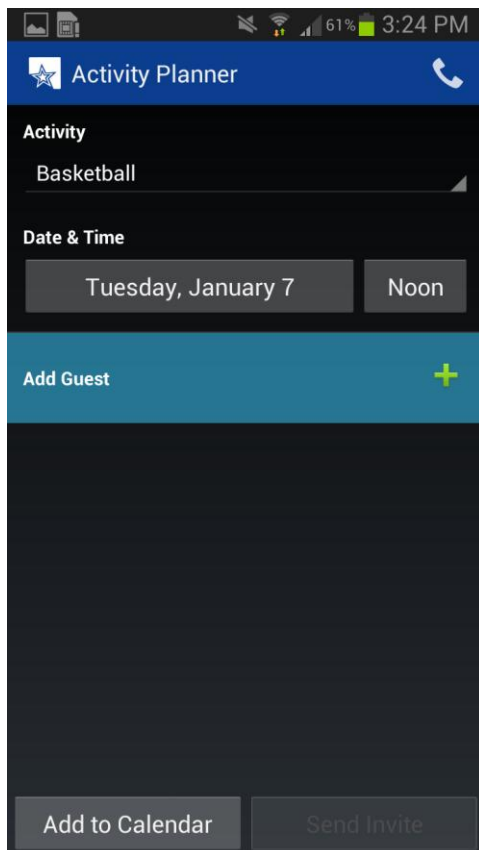 61% 3:24 PM
Activity Planner
Activity
Basketball
Date & Time
Tuesday, January 7 Noon
Add Guest
Add to Calendar Send Invite